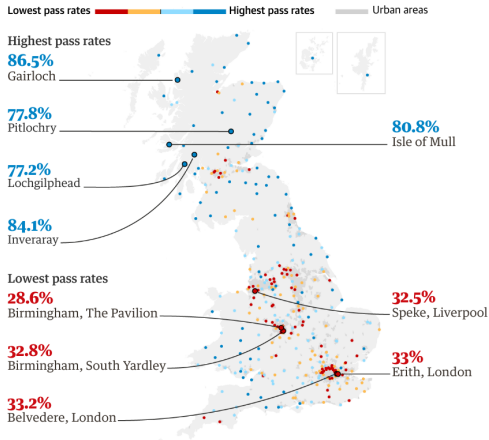 Lowest pass rates
Highest pass rates
Urban areas
Highest pass rates
86.5%
Gairloch
77.8%
Pitlochry
80.8%
Isle of Mull
77.2%
Lochgilphead
84.1%
Inveraray
Lowest pass rates
28.6%
Birmingham, The Pavilion
32.5%
Speke, Liverpool
32.8%
Birmingham, South Yardley
33%
Erith, London
33.2%
Belvedere, London